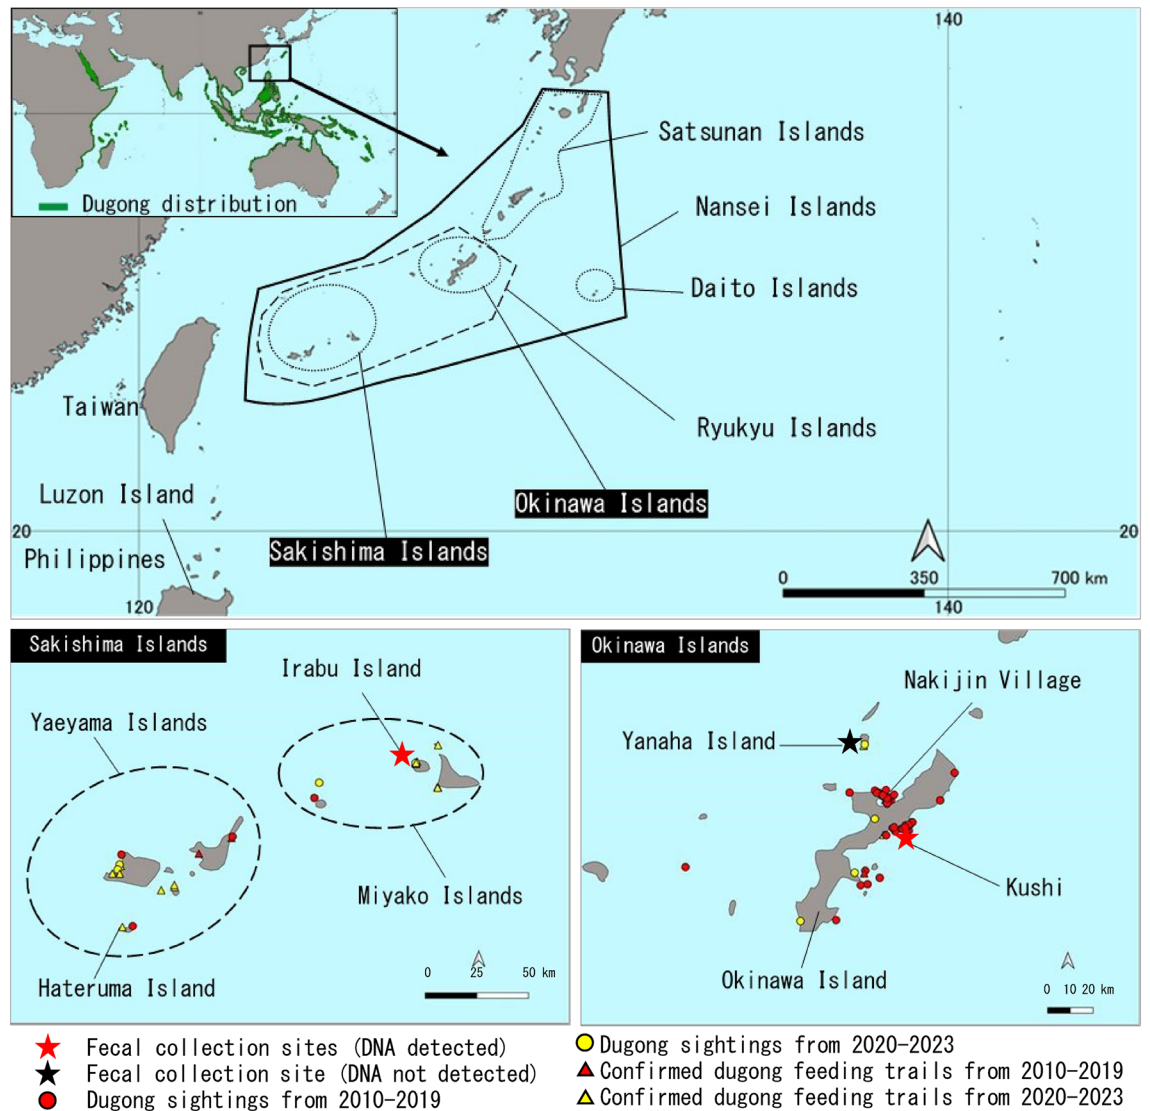 140
Satsunan Islands
Nansei Islands
Dugong distribution
Daito Islands
Taiwan
Ryukyu Islands
Luzon Island
Okinawa Islands
20
20
Sakishima Islands
Philippines
0 350 700 km
120
140
Sakishima Islands
Irabu Island
Yaeyama Islands
Miyako Islands
Hateruma Island
0 25 50 km
Okinawa Islands
Nakijin Village
Yanaha Island
Kushi
Okinawa Island
0 10 20 km
Fecal collection sites (DNA detected)
Fecal collection site (DNA not detected)
Dugong sightings from 2010-2019
Dugong sightings from 2020-2023
Confirmed dugong feeding trails from 2010-2019
Confirmed dugong feeding trails from 2020-2023